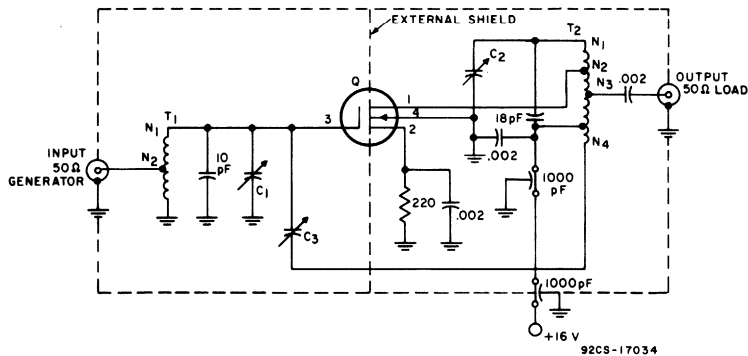 EXTERNAL SHIELD
T2
N1
C2
N2
Q
N3
.002
OUTPUT
50Ω LOAD
1
4
18pF
T1
3
2
N1
N4
.002
INPUT
50Ω
GENERATOR
N2
10
pF
C1
1000
pF
220
.002
C3
1000pF
+16 V
92CS-17034